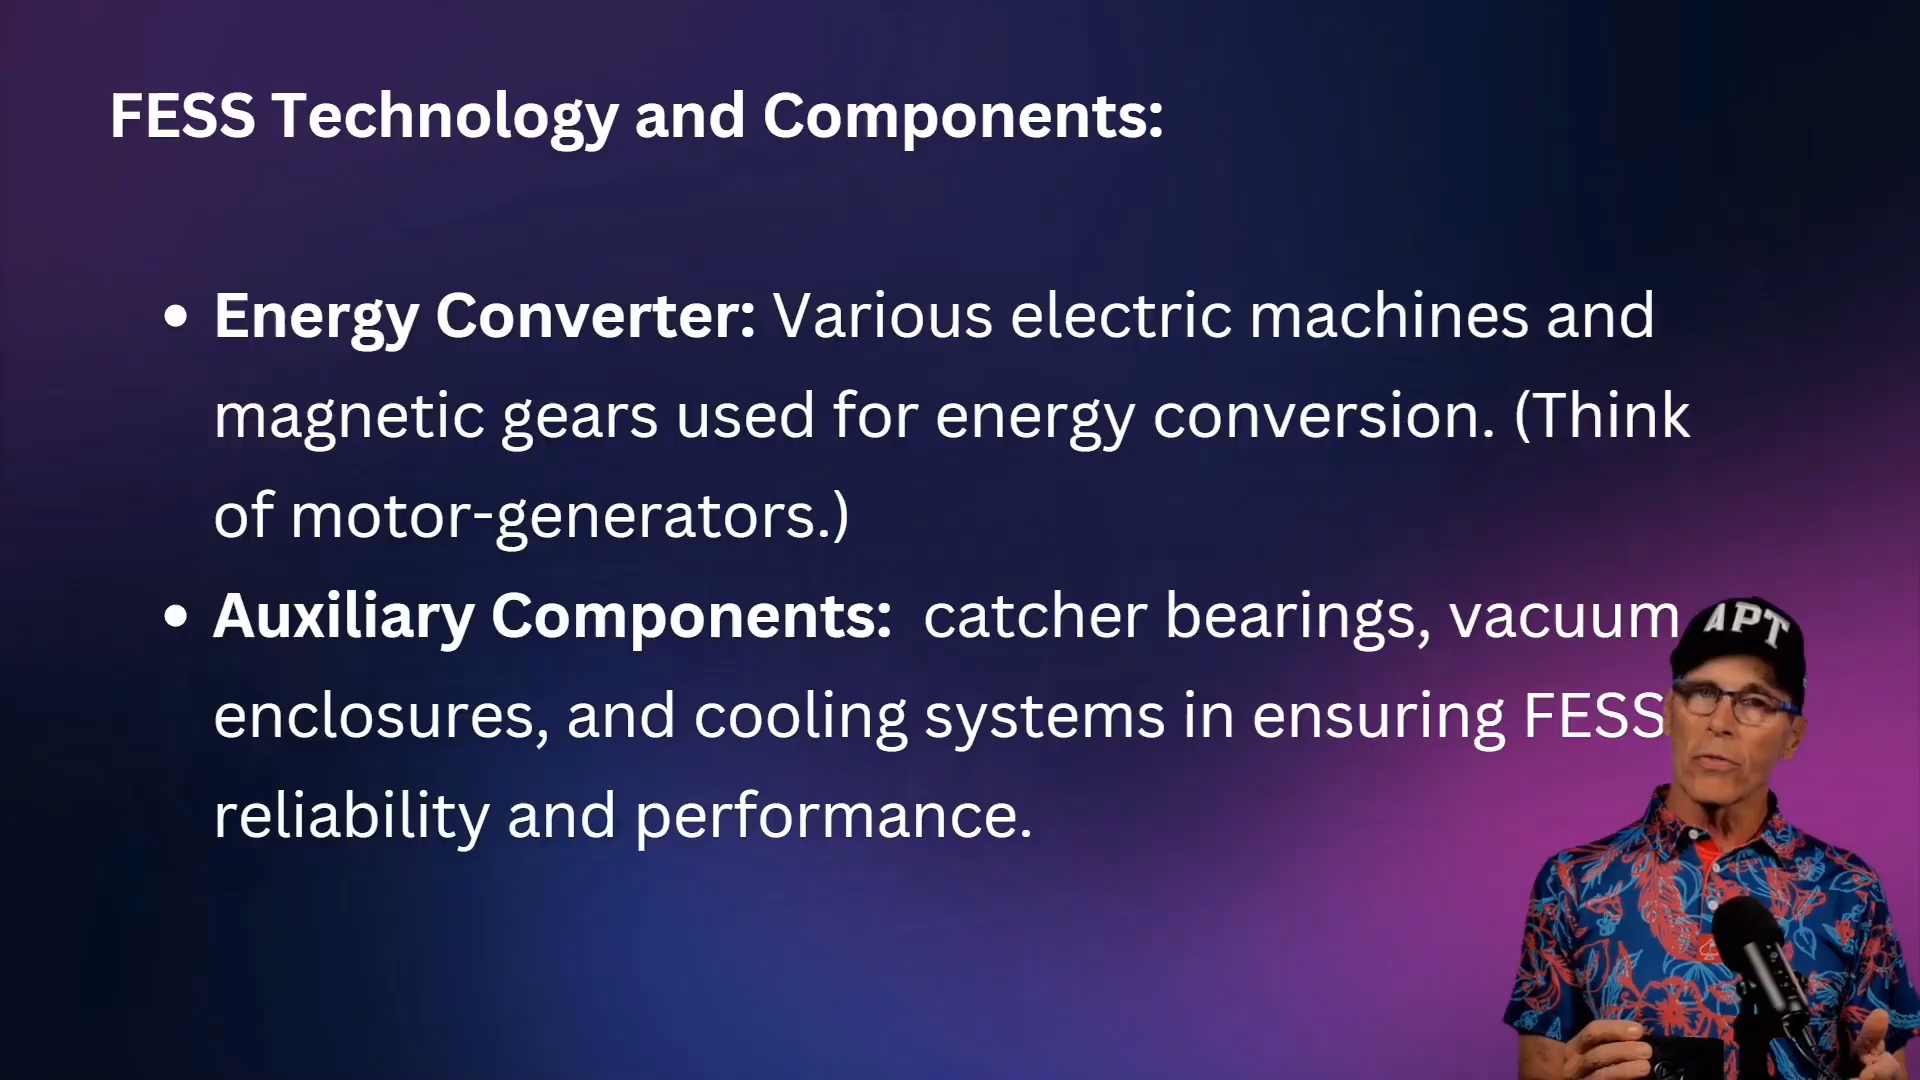 FESS Technology and Components:
• Energy Converter: Various electric machines and
magnetic gears used for energy conversion. (Think
of motor-generators.)
• Auxiliary Components: catcher bearings, vacuum
enclosures, and cooling systems in ensuring FESS
reliability and performance.
APT